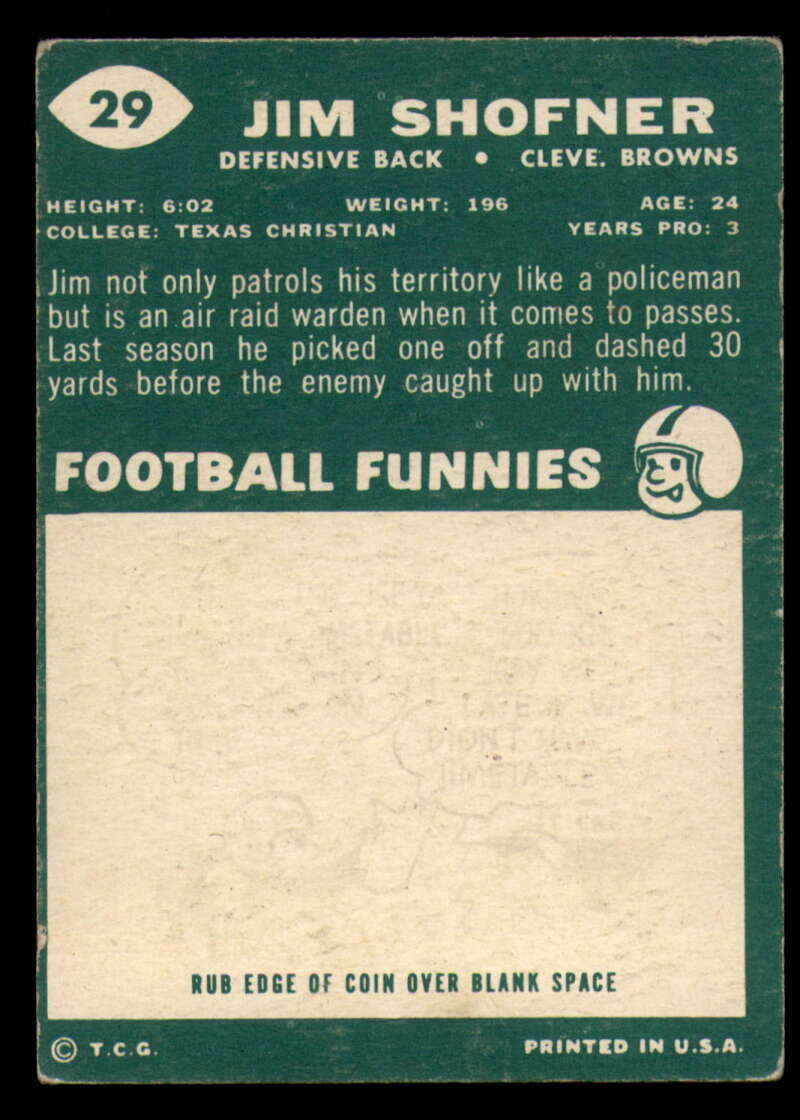 29
JIM SHOFNER
DEFENSIVE BACK • CLEVE. BROWNS
HEIGHT: 6:02 WEIGHT: 196 AGE: 24
COLLEGE: TEXAS CHRISTIAN YEARS PRO: 3
Jim not only patrols his territory like a policeman
but is an air raid warden when it comes to passes.
Last season he picked one off and dashed 30
yards before the enemy caught up with him.
FOOTBALL FUNNIES
DIDN'T
RUB EDGE OF COIN OVER BLANK SPACE
© T.C.G. PRINTED IN U.S.A.